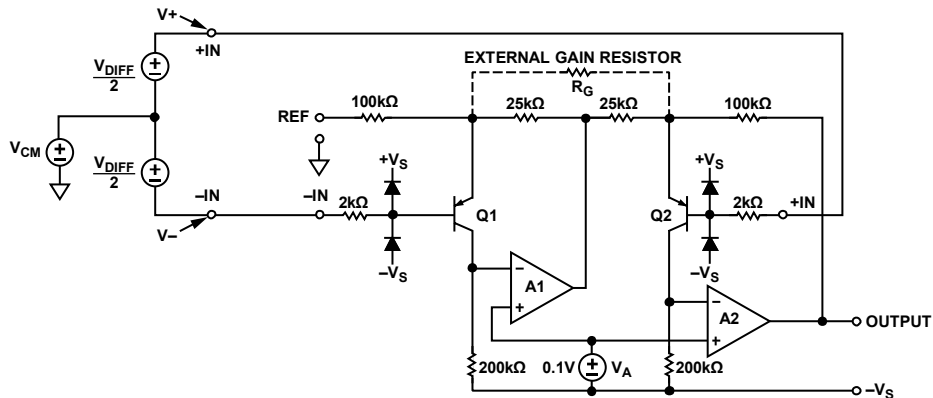 V+
+IN
EXTERNAL GAIN RESISTOR
R_G
V_DIFF
2
REF
100kΩ
25kΩ
25kΩ
100kΩ
V_CM
V_DIFF
2
+V_S
+V_S
–IN
–IN
2kΩ
Q1
Q2
2kΩ
+IN
V–
–V_S
–V_S
–
A1
+
–
A2
+
OUTPUT
200kΩ
0.1V
V_A
200kΩ
–V_S